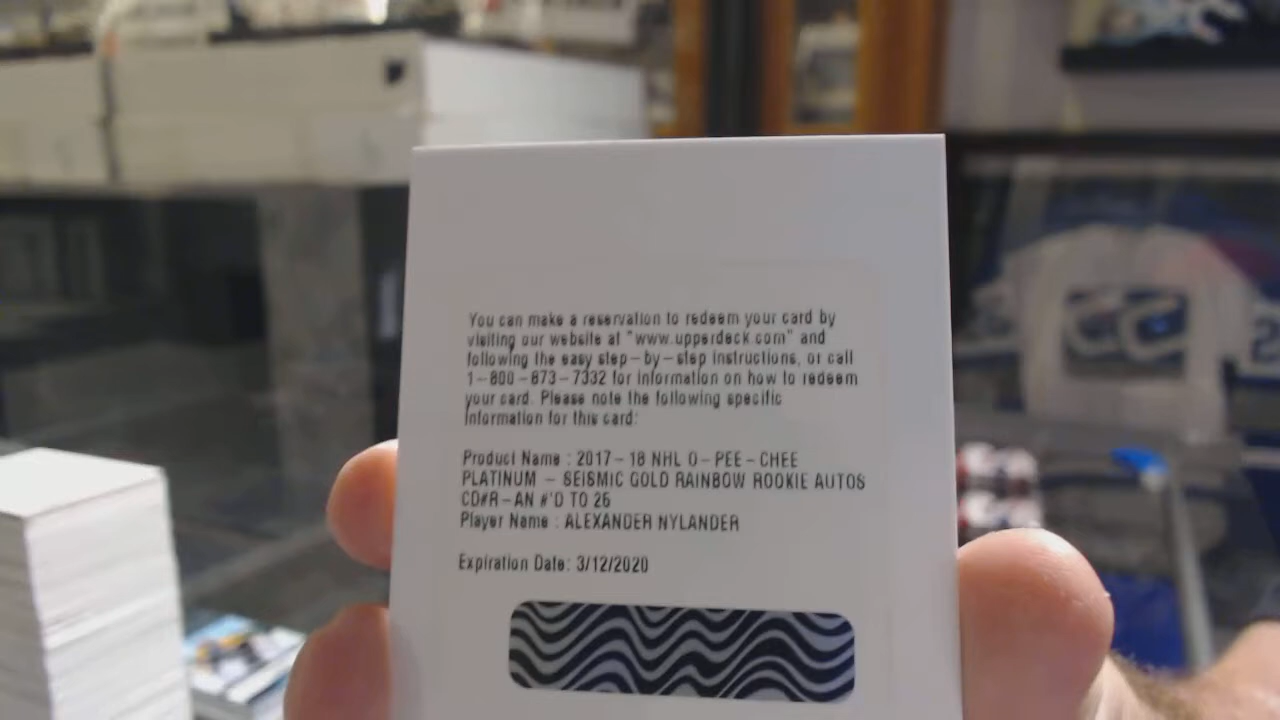 You can make a reservation to redeem your card by
visiting our website at "www.upperdeck.com" and
following the easy step-by-step instructions, or call
1-800-873-7332 for information on how to redeem
your card. Please note the following specific
information for this card:
Product Name : 2017-18 NHL O-PEE-CHEE
PLATINUM - SEISMIC GOLD RAINBOW ROOKIE AUTOS
CD#R-AN #'D TO 25
Player Name : ALEXANDER NYLANDER
Expiration Date: 3/12/2020